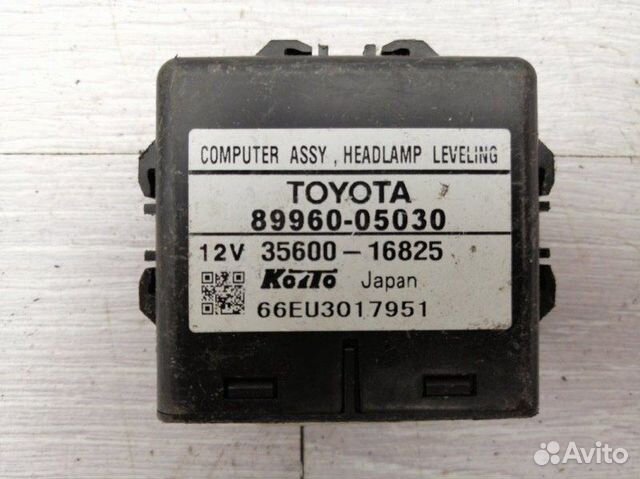 COMPUTER ASSY , HEADLAMP LEVELING
TOYOTA
89960-05030
12V 35600-16825
KOITO Japan
66EU3017951
Avito